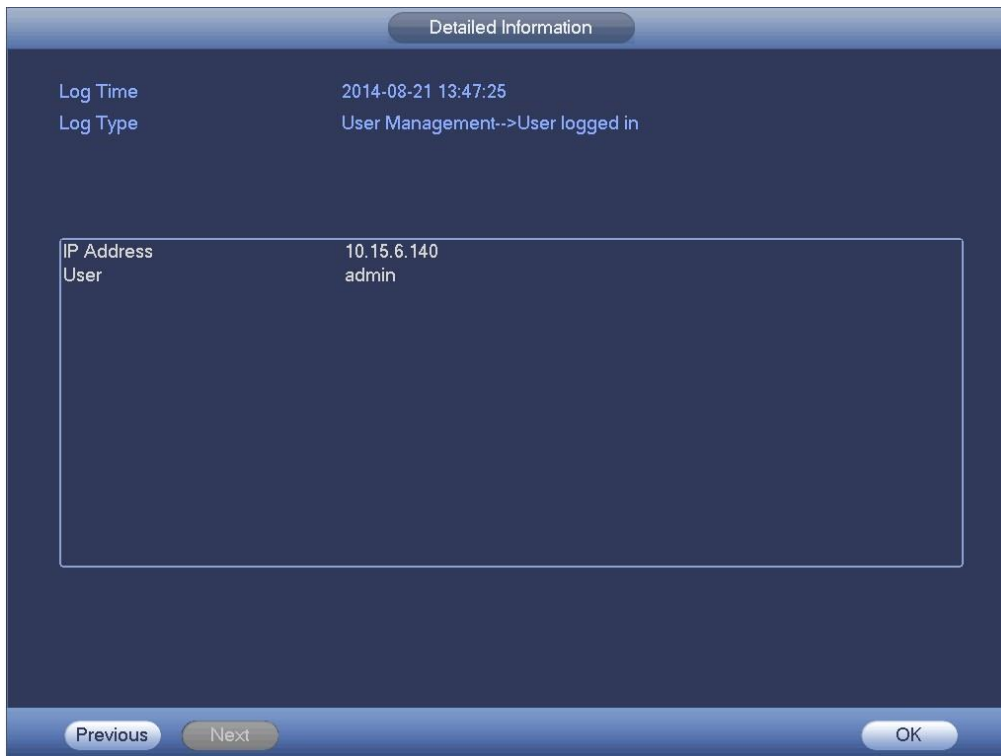 Detailed Information
Log Time 2014-08-21 13:47:25
Log Type User Management-->User logged in
IP Address 10.15.6.140
User admin
Previous Next OK